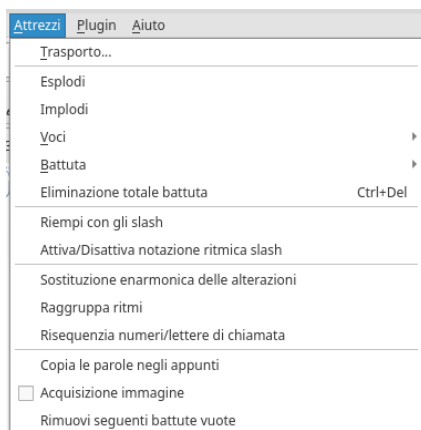 Attrezzi Plugin Aiuto
Trasporto...
Esplodi
Implodi
Voci
Battuta
Eliminazione totale battuta Ctrl+Del
Riempi con gli slash
Attiva/Disattiva notazione ritmica slash
Sostituzione enarmonica delle alterazioni
Raggruppa ritmi
Risequenzia numeri/lettere di chiamata
Copia le parole negli appunti
Acquisizione immagine
Rimuovi seguenti battute vuote